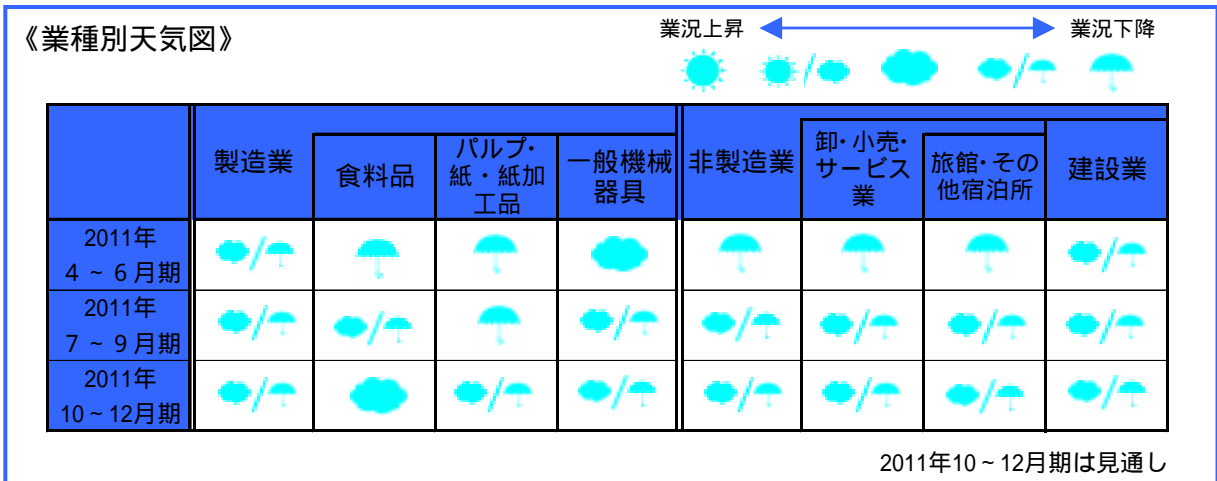 《業種別天気図》
業況上昇
業況下降
製造業
食料品
パルプ・
紙・紙加
工品
一般機械
器具
非製造業
卸・小売・
サービス
業
旅館・その
他宿泊所
建設業
2011年
4 ~ 6 月期
2011年
7 ~ 9 月期
2011年
10 ~ 12月期
2011年10 ~ 12月期は見通し